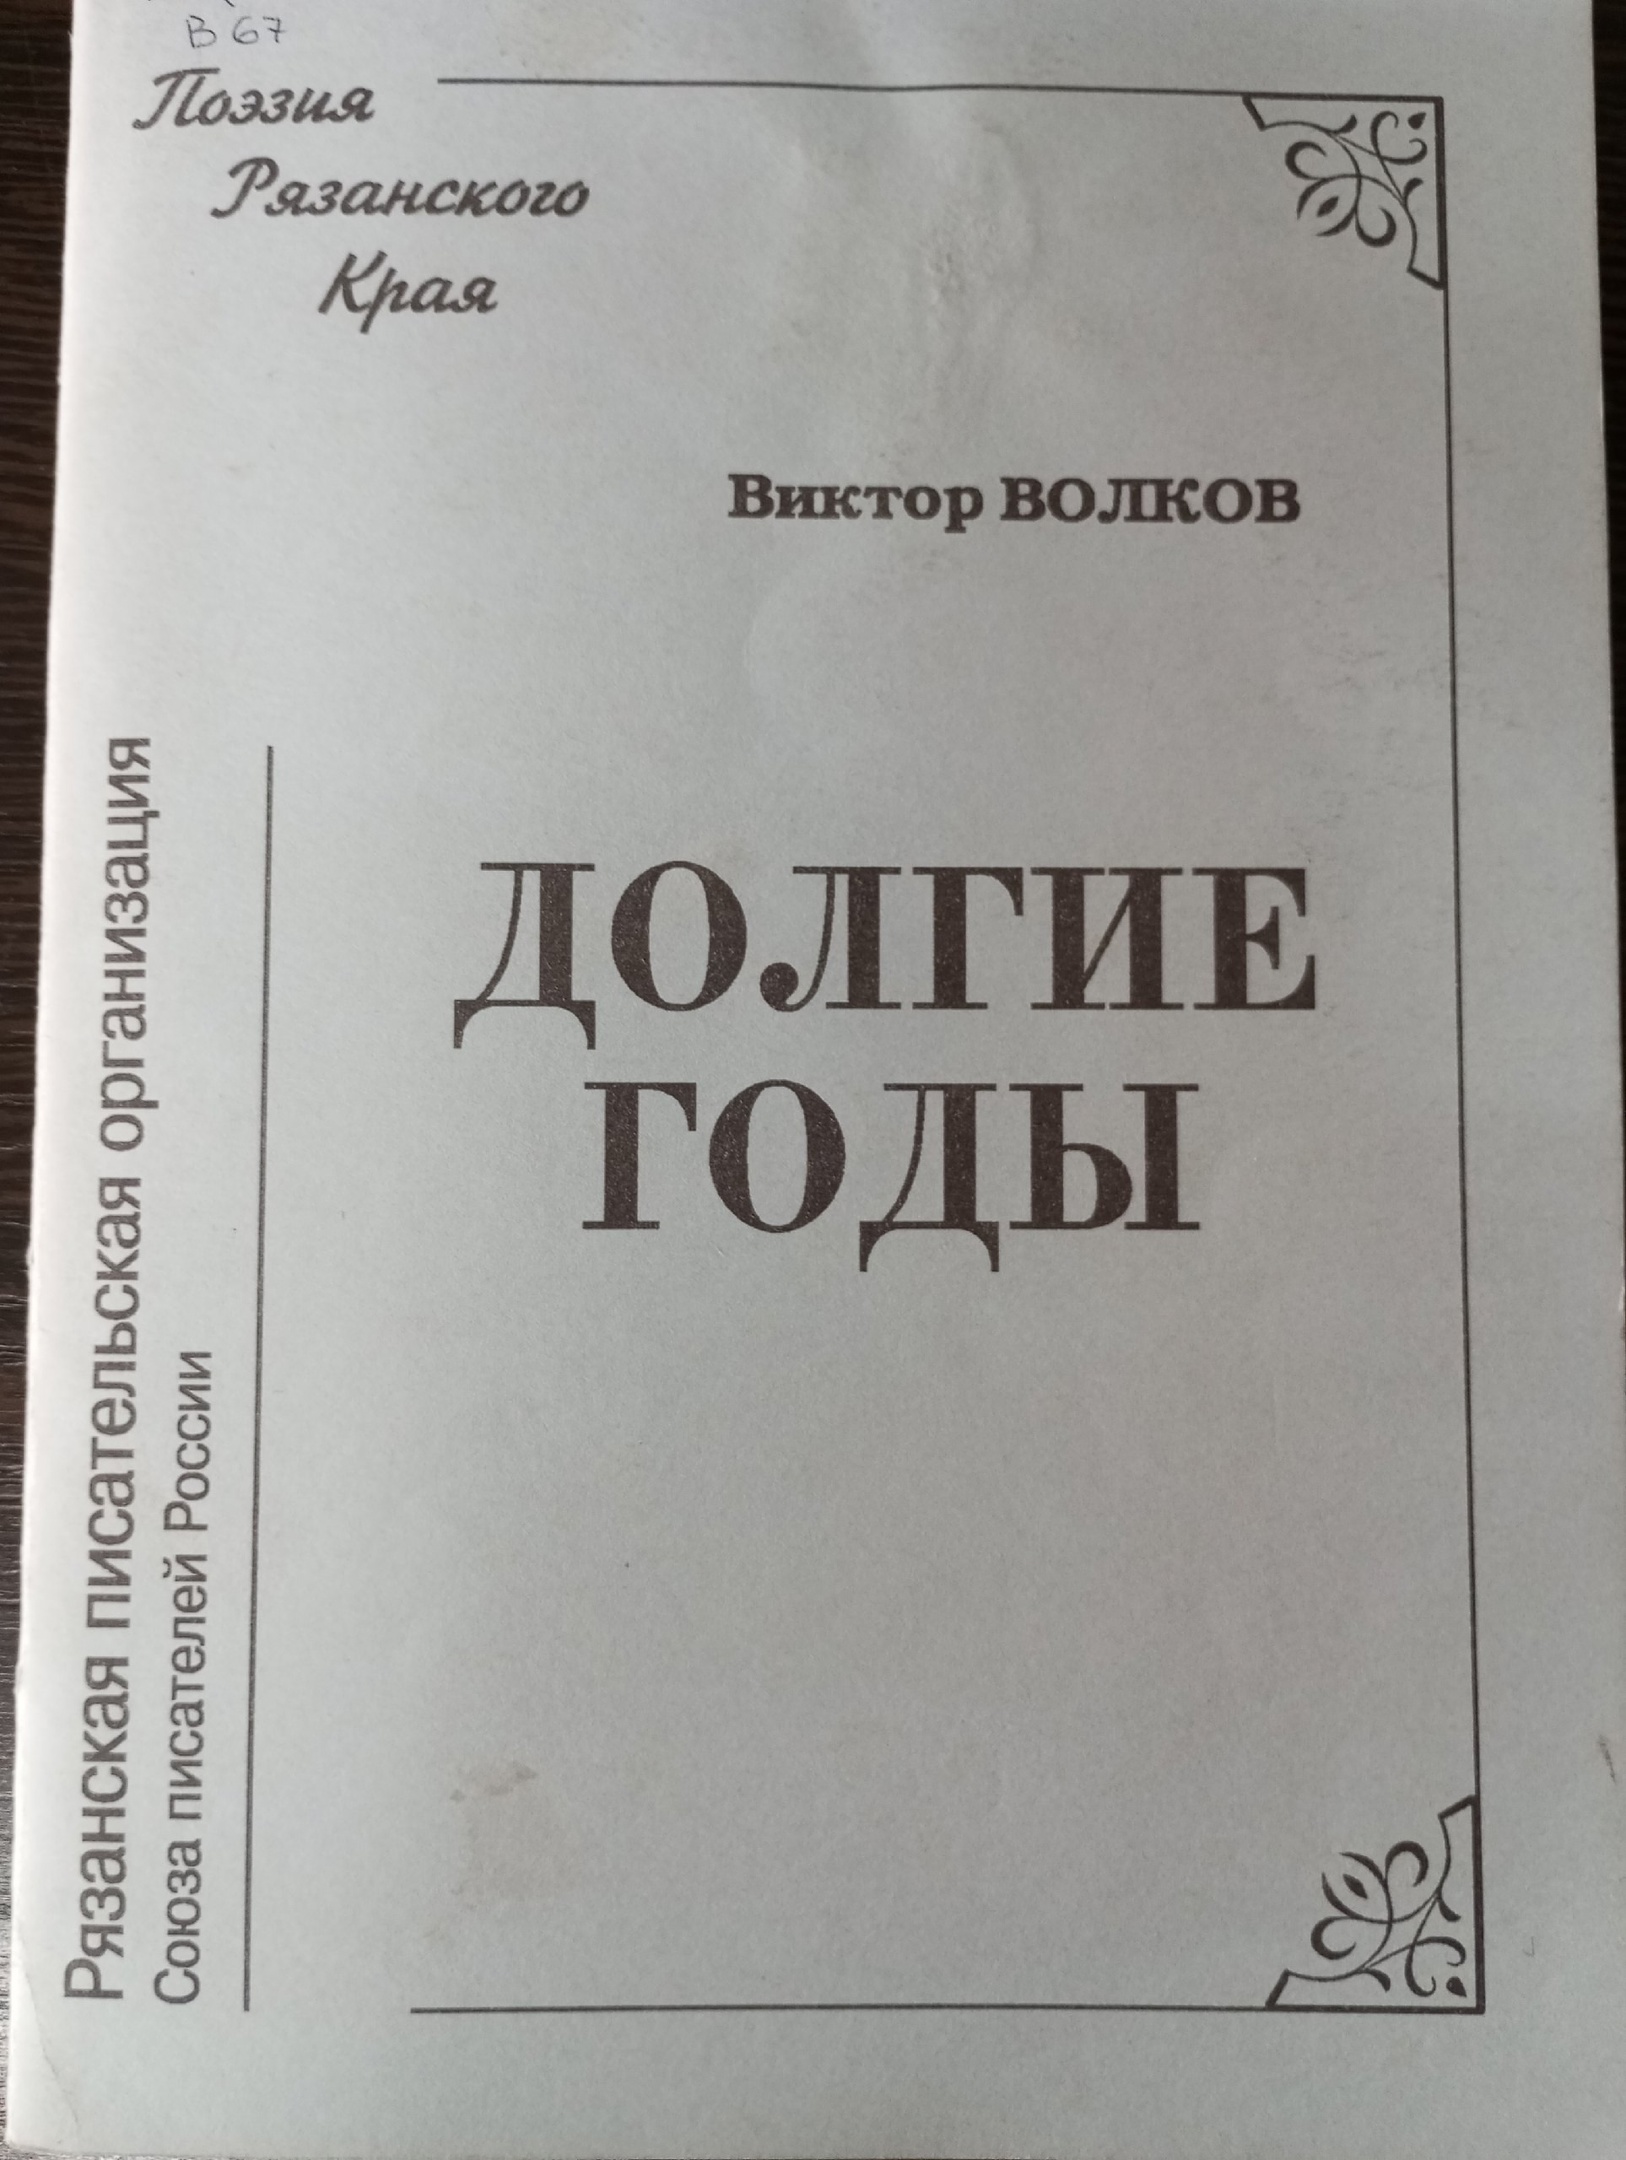 В 67
Поэзия
Рязанского
Края
Виктор ВОЛКОВ
ДОЛГИЕ
ГОДЫ
Рязанская писательская организация
Союза писателей России